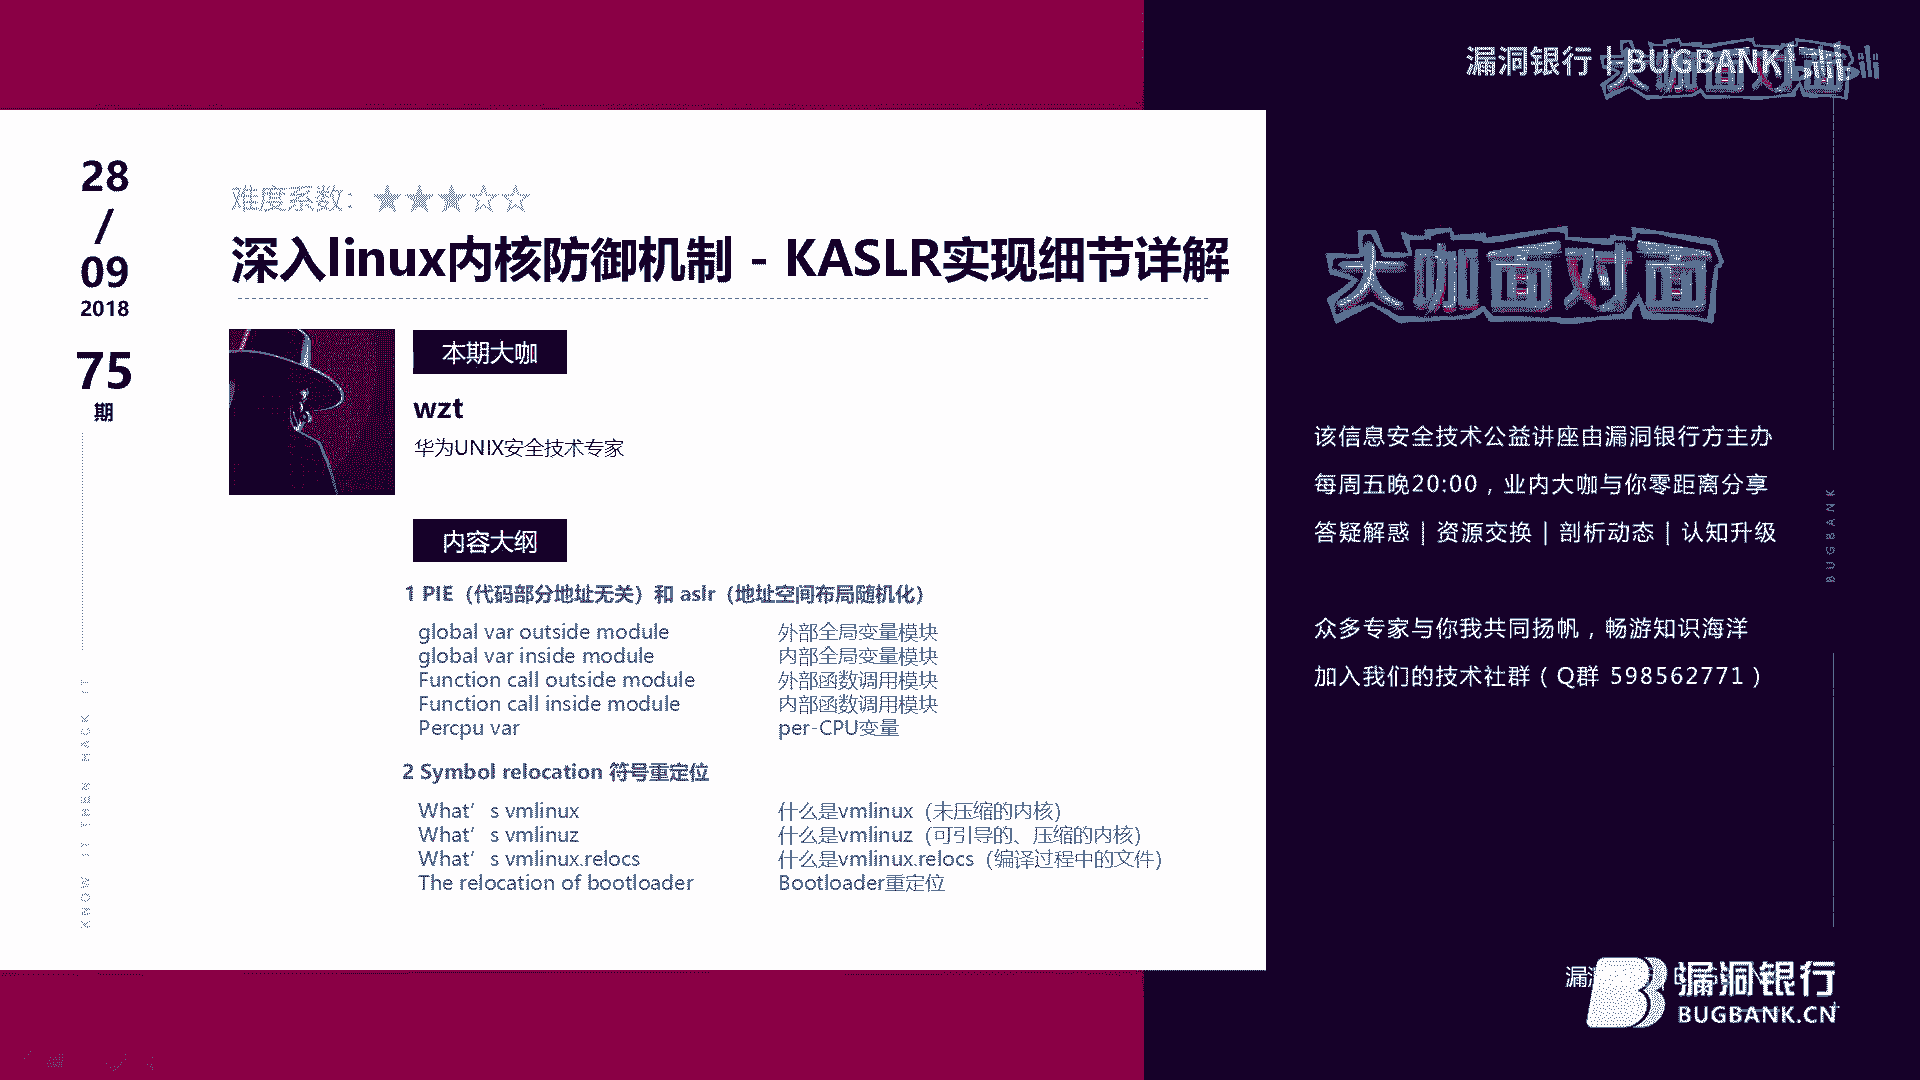 漏洞银行 | BUGBANK
大咖面对面
28
/
09
2018
75
期
难度系数：★★★☆☆
深入linux内核防御机制 - KASLR实现细节详解
本期大咖
wzt
华为UNIX安全技术专家
内容大纲
1 PIE（代码部分地址无关）和 aslr（地址空间布局随机化）
global var outside module 外部全局变量模块
global var inside module 内部全局变量模块
Function call outside module 外部函数调用模块
Function call inside module 内部函数调用模块
Percpu var per-CPU变量
2 Symbol relocation 符号重定位
What’s vmlinux 什么是vmlinux（未压缩的内核）
What’s vmlinuz 什么是vmlinuz（可引导的、压缩的内核）
What’s vmlinux.relocs 什么是vmlinux.relocs（编译过程中的文件）
The relocation of bootloader Bootloader重定位
KNOW IT THEN HACK IT
大咖面对面
该信息安全技术公益讲座由漏洞银行方主办
每周五晚20:00，业内大咖与你零距离分享
答疑解惑 | 资源交换 | 剖析动态 | 认知升级
众多专家与你我共同扬帆，畅游知识海洋
加入我们的技术社群（Q群 598562771）
BUGBANK
漏洞银行
BUGBANK.CN